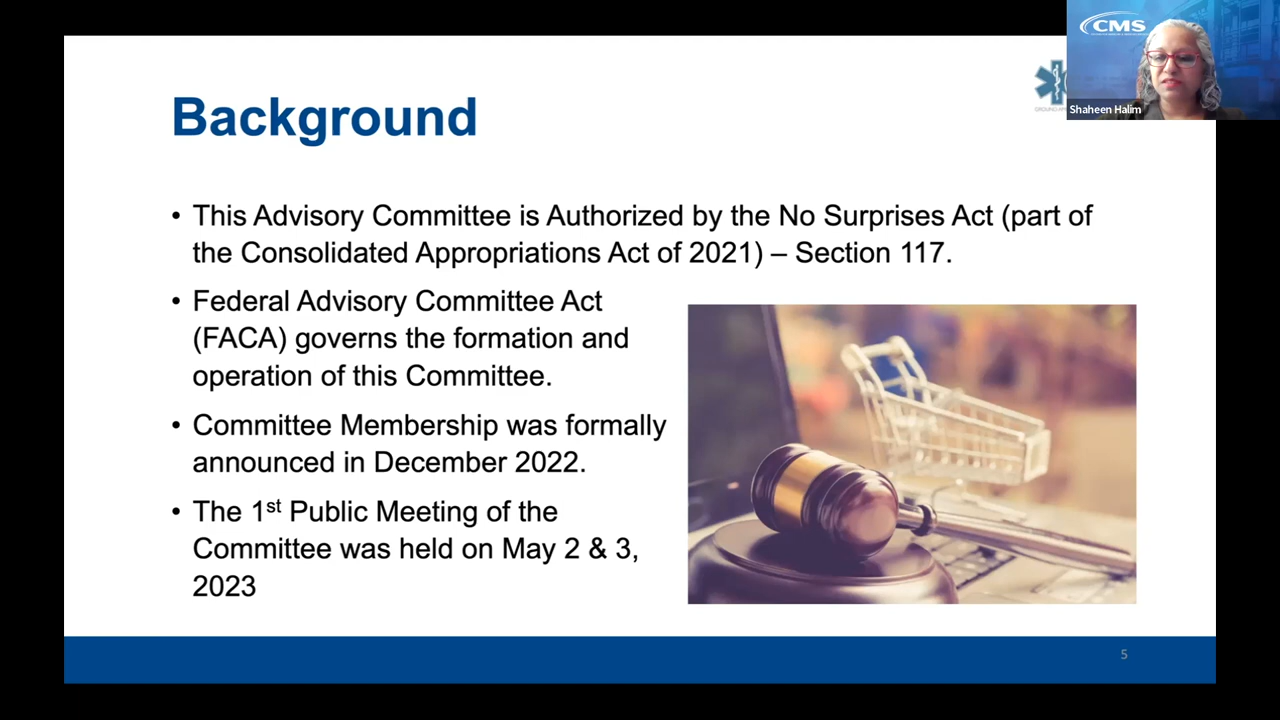 CMS
Shaheen Halim
Background
• This Advisory Committee is Authorized by the No Surprises Act (part of
the Consolidated Appropriations Act of 2021) – Section 117.
• Federal Advisory Committee Act
(FACA) governs the formation and
operation of this Committee.
• Committee Membership was formally
announced in December 2022.
• The 1st Public Meeting of the
Committee was held on May 2 & 3,
2023
5